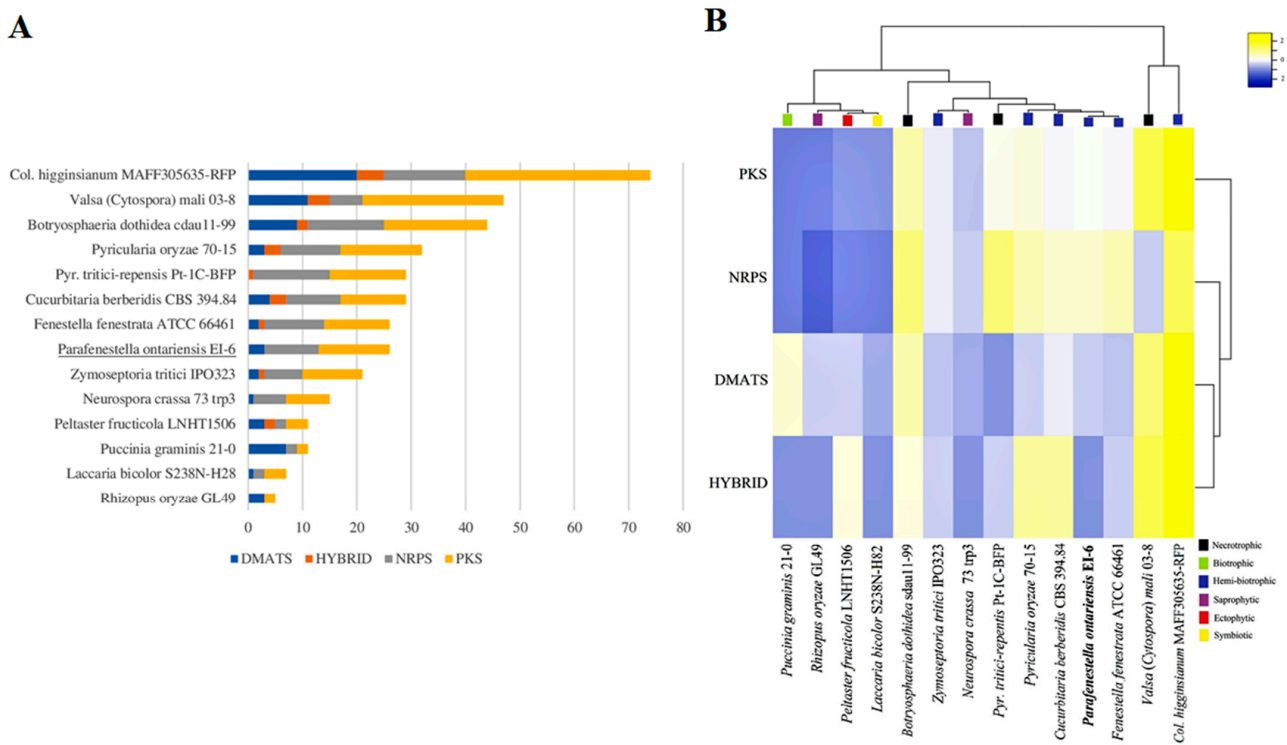 A
Col. higginsianum MAFF305635-RFP
Valsa (Cytospora) mali 03-8
Botryosphaeria dothidea cdau11-99
Pyricularia oryzae 70-15
Pyr. tritici-repensis Pt-1C-BFP
Cucurbitaria berberidis CBS 394.84
Fenestella fenestrata ATCC 66461
Parafenestella ontariensis EI-6
Zymoseptoria tritici IPO323
Neurospora crassa 73 trp3
Peltaster fructicola LNHT1506
Puccinia graminis 21-0
Laccaria bicolor S238N-H28
Rhizopus oryzae GL49
0 10 20 30 40 50 60 70 80
DMATS HYBRID NRPS PKS
B
2
0
2
PKS
NRPS
DMATS
HYBRID
Puccinia graminis 21-0
Rhizopus oryzae GL49
Peltaster fructicola LNHT1506
Laccaria bicolor S238N-H82
Botryosphaera dothidea sdau11-99
Zymoseptoria tritici IPO323
Neurospora crassa 73 trp3
Pyr. tritici-repentis Pt-1C-BFP
Pyricularia oryzae 70-15
Cucurbitaria berberidis CBS 394.84
Parafenestella ontariensis EI-6
Fenestella fenestrata ATCC 66461
Valsa (Cytospora) mali 03-8
Col. higginsianum MAFF305635-RFP
Necrotrophic
Biotrophic
Hemi-biotrophic
Saprophytic
Ectophytic
Symbiotic